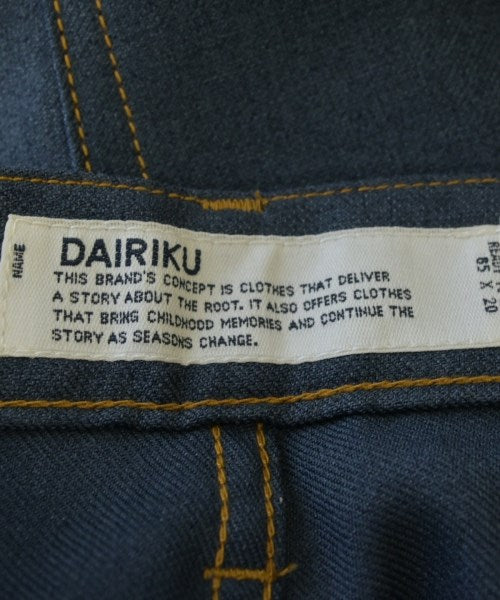 NAME
DAIRIKU
THIS BRAND'S CONCEPT IS CLOTHES THAT DELIVER
A STORY ABOUT THE ROOT. IT ALSO OFFERS CLOTHES
THAT BRING CHILDHOOD MEMORIES AND CONTINUE THE
STORY AS SEASONS CHANGE.
65 X 20